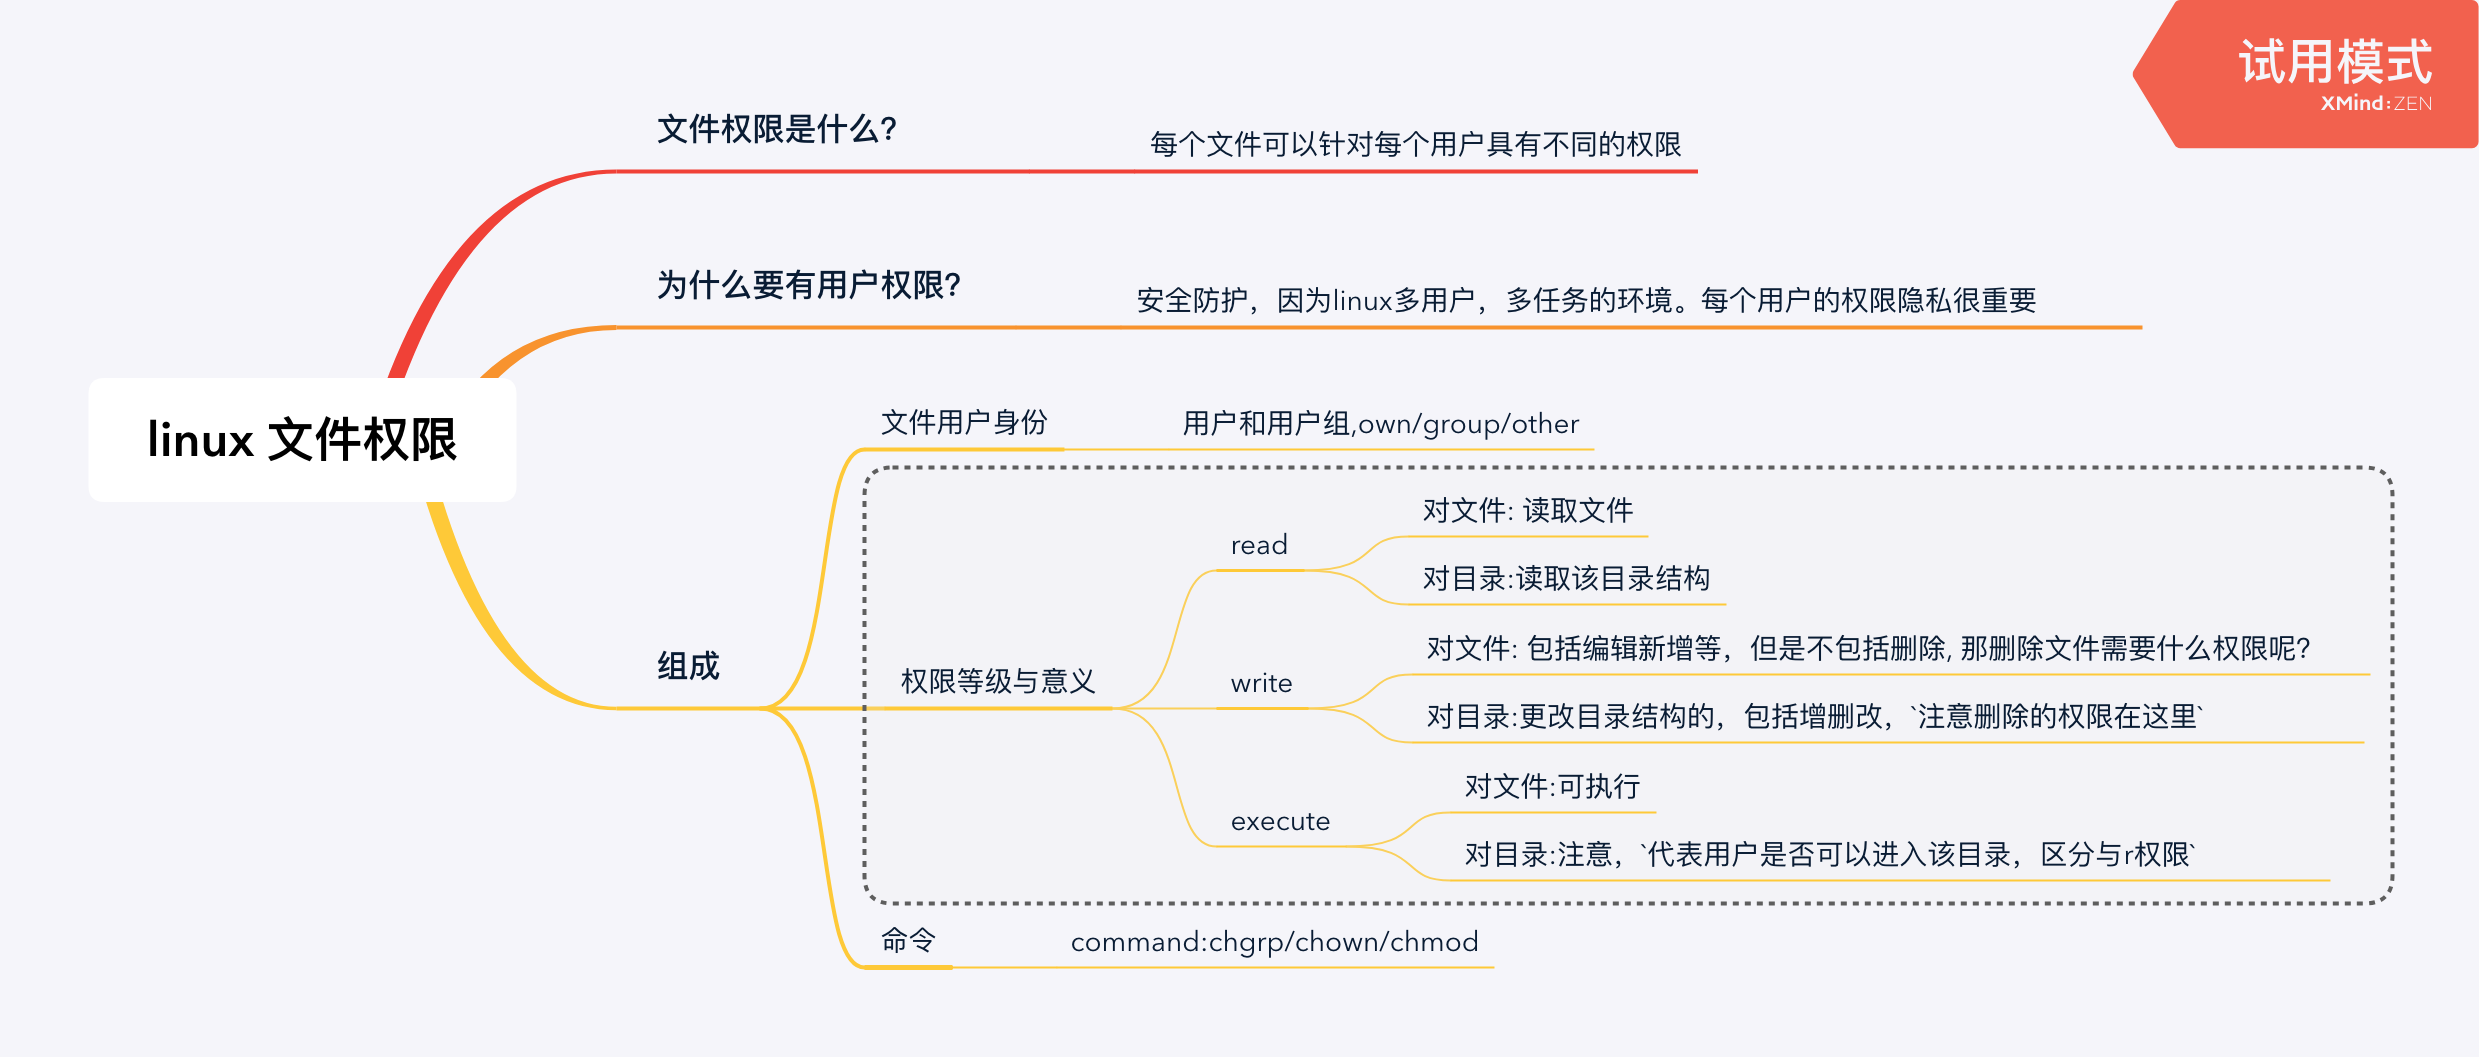 试用模式
XMind:ZEN
文件权限是什么?
每个文件可以针对每个用户具有不同的权限
为什么要有用户权限?
安全防护，因为linux多用户，多任务的环境。每个用户的权限隐私很重要
linux 文件权限
组成
文件用户身份
用户和用户组,own/group/other
权限等级与意义
read
对文件: 读取文件
对目录:读取该目录结构
write
对文件: 包括编辑新增等，但是不包括删除, 那删除文件需要什么权限呢?
对目录:更改目录结构的，包括增删改，`注意删除的权限在这里`
execute
对文件:可执行
对目录:注意，`代表用户是否可以进入该目录，区分与r权限`
命令
command:chgrp/chown/chmod